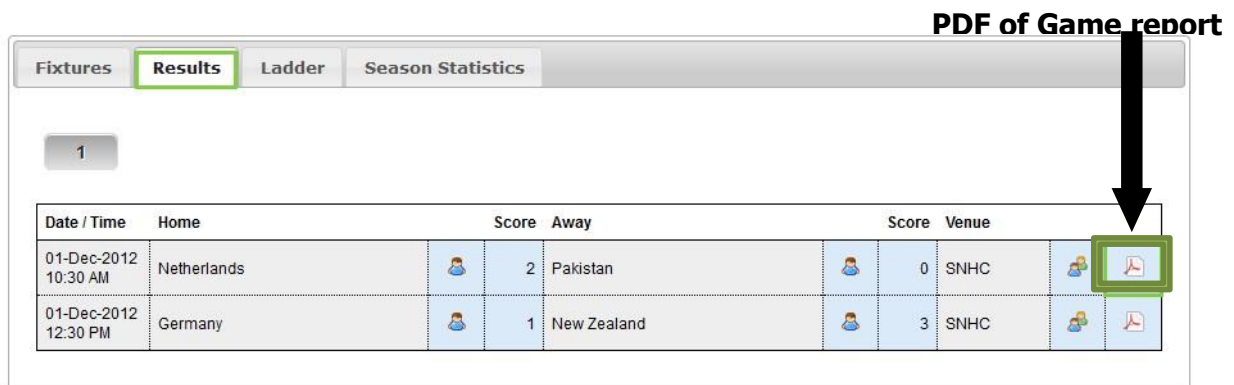 PDF of Game report
Fixtures Results Ladder Season Statistics
1
Date / Time Home Score Away Score Venue
01-Dec-2012
10:30 AM Netherlands 2 Pakistan 0 SNHC
01-Dec-2012
12:30 PM Germany 1 New Zealand 3 SNHC